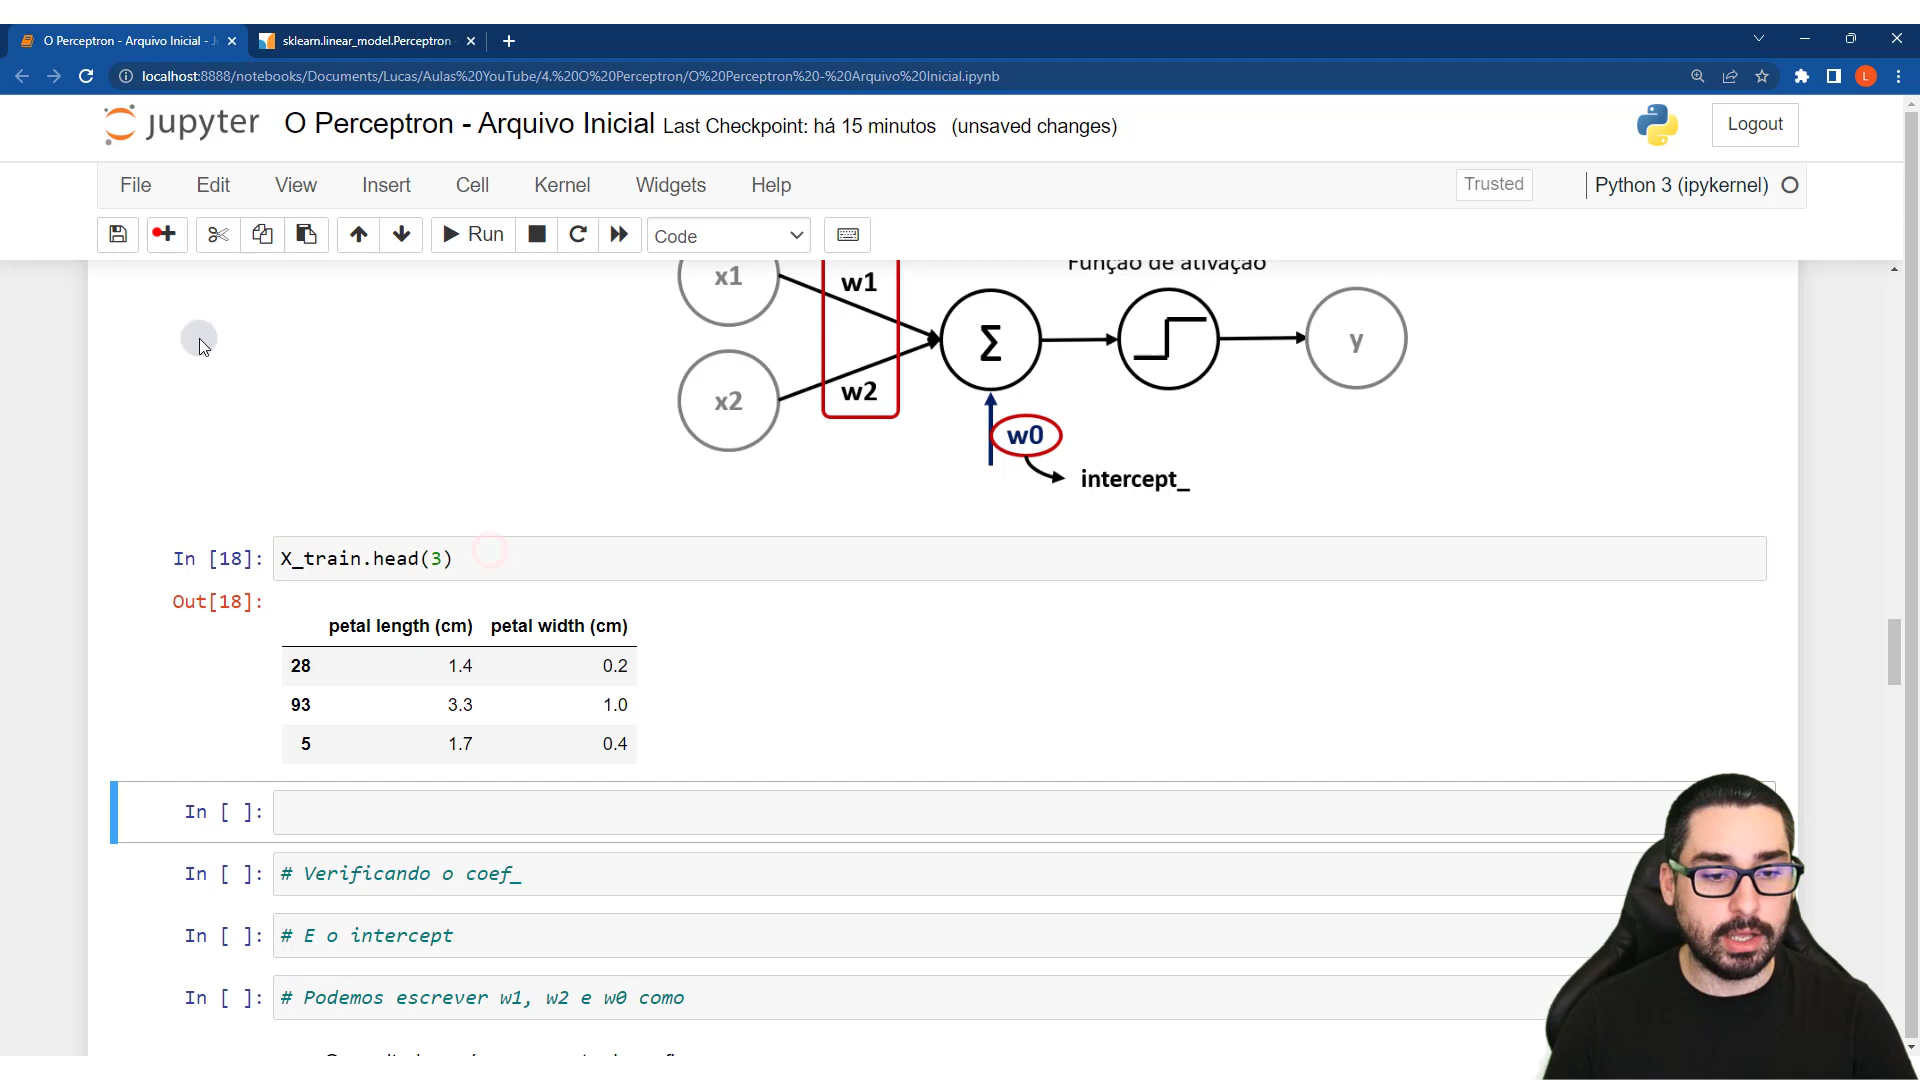 O Perceptron - Arquivo Inicial - J
sklearn.linear_model.Perceptron
localhost:8888/notebooks/Documents/Lucas/Aulas%20YouTube/4.%20O%20Perceptron/O%20Perceptron%20-%20Arquivo%20Inicial.ipynb
L
jupyter O Perceptron - Arquivo Inicial Last Checkpoint: há 15 minutos (unsaved changes)
Logout
File Edit View Insert Cell Kernel Widgets Help
Trusted
Python 3 (ipykernel)
Run
Code
Função de ativação
x1
w1
Σ
y
x2
w2
w0
intercept_
In [18]: X_train.head(3)
Out[18]:
petal length (cm) petal width (cm)
28 1.4 0.2
93 3.3 1.0
5 1.7 0.4
In [ ]:
In [ ]: # Verificando o coef_
In [ ]: # E o intercept
In [ ]: # Podemos escrever w1, w2 e w0 como